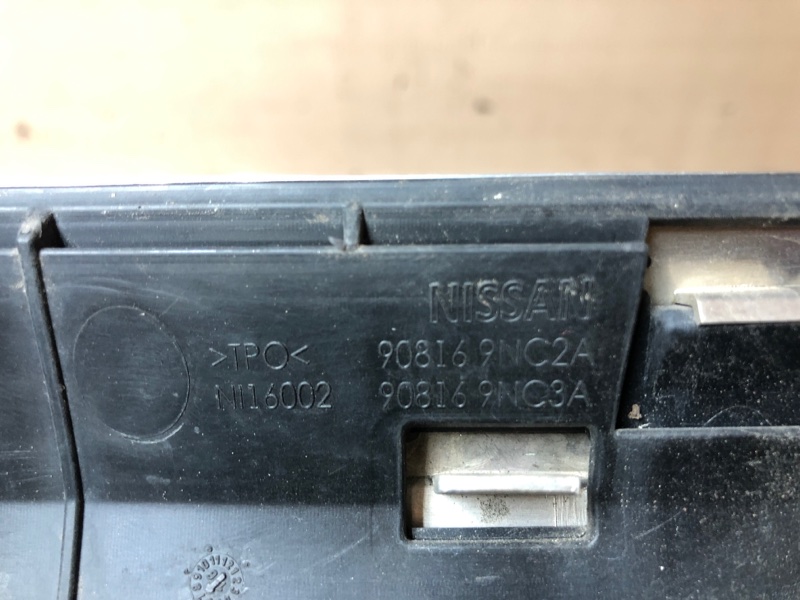 NISSAN
>TPO< 90816 9NC2A
NI16002 90816 9NC3A